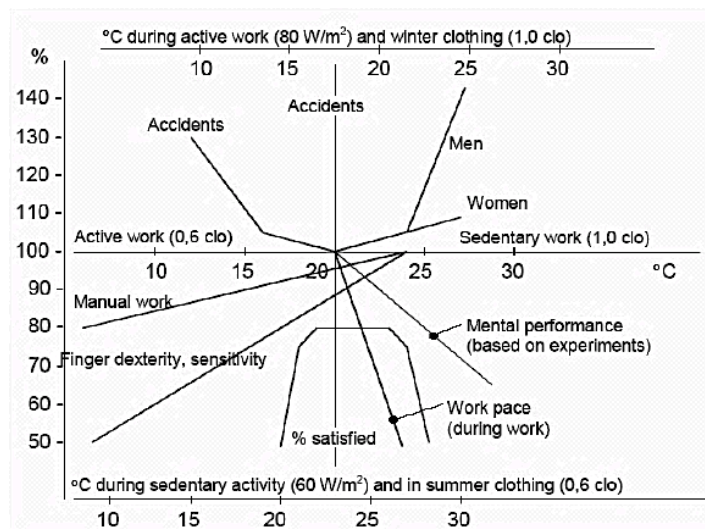 °C during active work (80 W/m²) and winter clothing (1,0 clo)
%
10 15 20 25 30
140 -
Accidents
Accidents
130 -
Men
120 -
110 -
Women
Active work (0,6 clo)
Sedentary work (1,0 clo)
100 -
10 15 20 25 30 °C
90 -
Manual work
80 -
Mental performance
(based on experiments)
70 -
Finger dexterity, sensitivity
60 -
Work pace
(during work)
50 -
% satisfied
°C during sedentary activity (60 W/m²) and in summer clothing (0,6 clo)
10 15 20 25 30